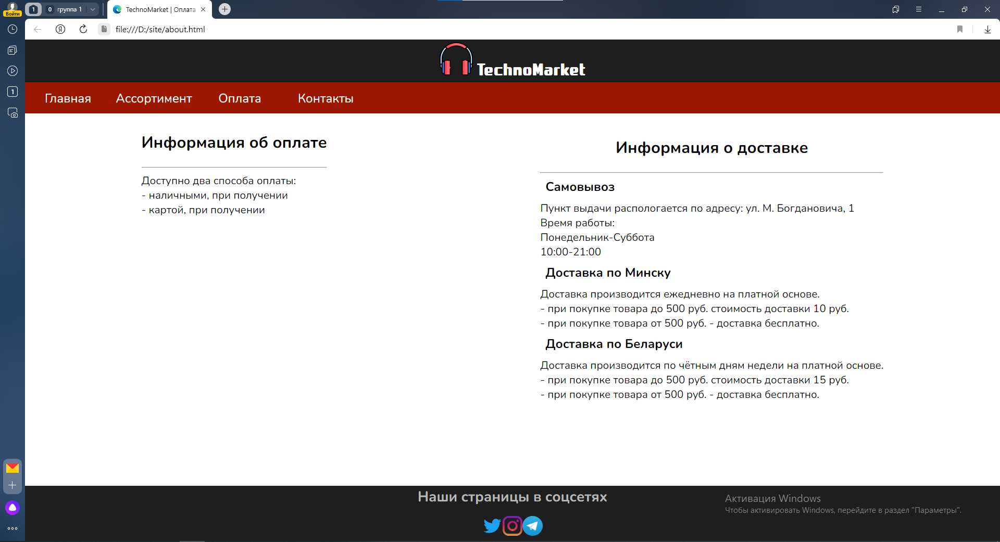 Войти
1
0 группа 1
TechnoMarket | Оплата
file:///D:/site/about.html
1
TechnoMarket
Главная Ассортимент Оплата Контакты
Информация об оплате
Доступно два способа оплаты:
- наличными, при получении
- картой, при получении
Информация о доставке
Самовывоз
Пункт выдачи распологается по адресу: ул. М. Богдановича, 1
Время работы:
Понедельник-Суббота
10:00-21:00
Доставка по Минску
Доставка производится ежедневно на платной основе.
- при покупке товара до 500 руб. стоимость доставки 10 руб.
- при покупке товара от 500 руб. - доставка бесплатно.
Доставка по Беларуси
Доставка производится по чётным дням недели на платной основе.
- при покупке товара до 500 руб. стоимость доставки 15 руб.
- при покупке товара от 500 руб. - доставка бесплатно.
Наши страницы в соцсетях
Активация Windows
Чтобы активировать Windows, перейдите в раздел "Параметры".